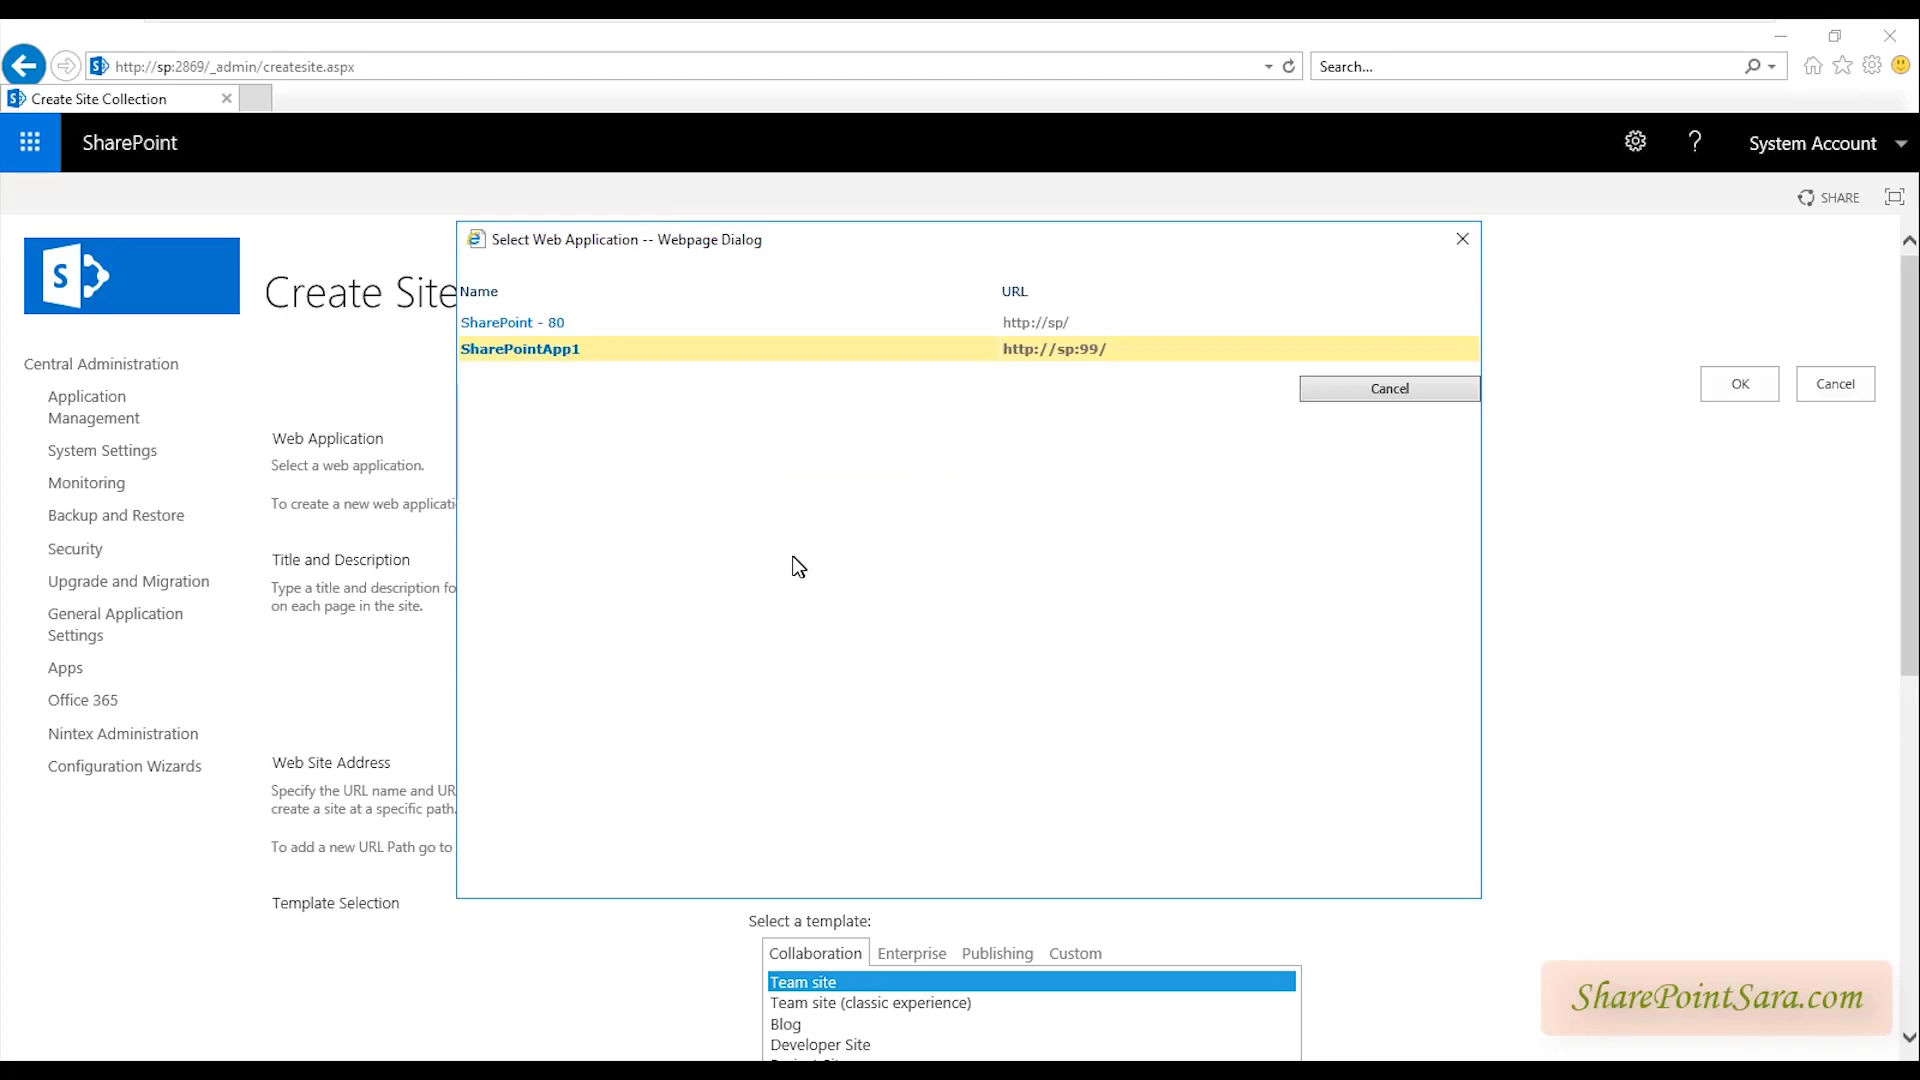 http://sp:2869/_admin/createsite.aspx
Search...
Create Site Collection
SharePoint
?
System Account
SHARE
Select Web Application -- Webpage Dialog
Create Site
Name URL
SharePoint - 80 http://sp/
SharePointApp1 http://sp:99/
Cancel
OK
Cancel
Central Administration
Application
Management
System Settings
Monitoring
Backup and Restore
Security
Upgrade and Migration
General Application
Settings
Apps
Office 365
Nintex Administration
Configuration Wizards
Web Application
Select a web application.
To create a new web applicati
Title and Description
Type a title and description fo
on each page in the site.
Web Site Address
Specify the URL name and UR
create a site at a specific path.
To add a new URL Path go to
Template Selection
Select a template:
Collaboration Enterprise Publishing Custom
Team site
Team site (classic experience)
Blog
Developer Site
SharePointSara.com